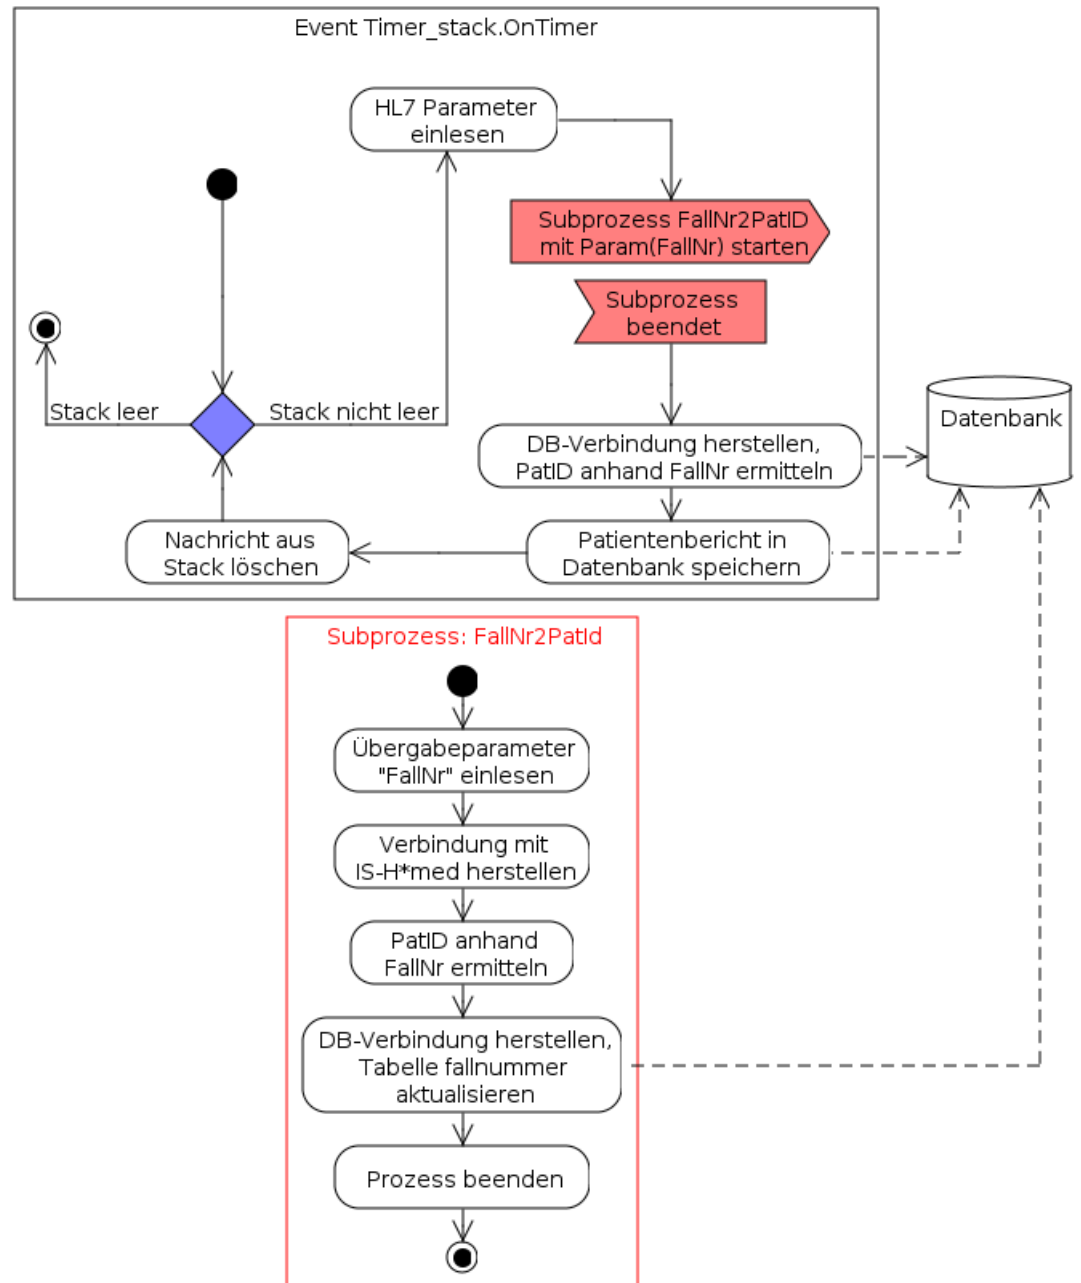 Event Timer_stack.OnTimer
HL7 Parameter
einlesen
Subprozess FallNr2PatID
mit Param(FallNr) starten
Subprozess
beendet
Stack leer
Stack nicht leer
Datenbank
DB-Verbindung herstellen,
PatID anhand FallNr ermitteln
Patientenbericht in
Datenbank speichern
Nachricht aus
Stack löschen
Subprozess: FallNr2PatId
Übergabeparameter
"FallNr" einlesen
Verbindung mit
IS-H*med herstellen
PatID anhand
FallNr ermitteln
DB-Verbindung herstellen,
Tabelle fallnummer
aktualisieren
Prozess beenden